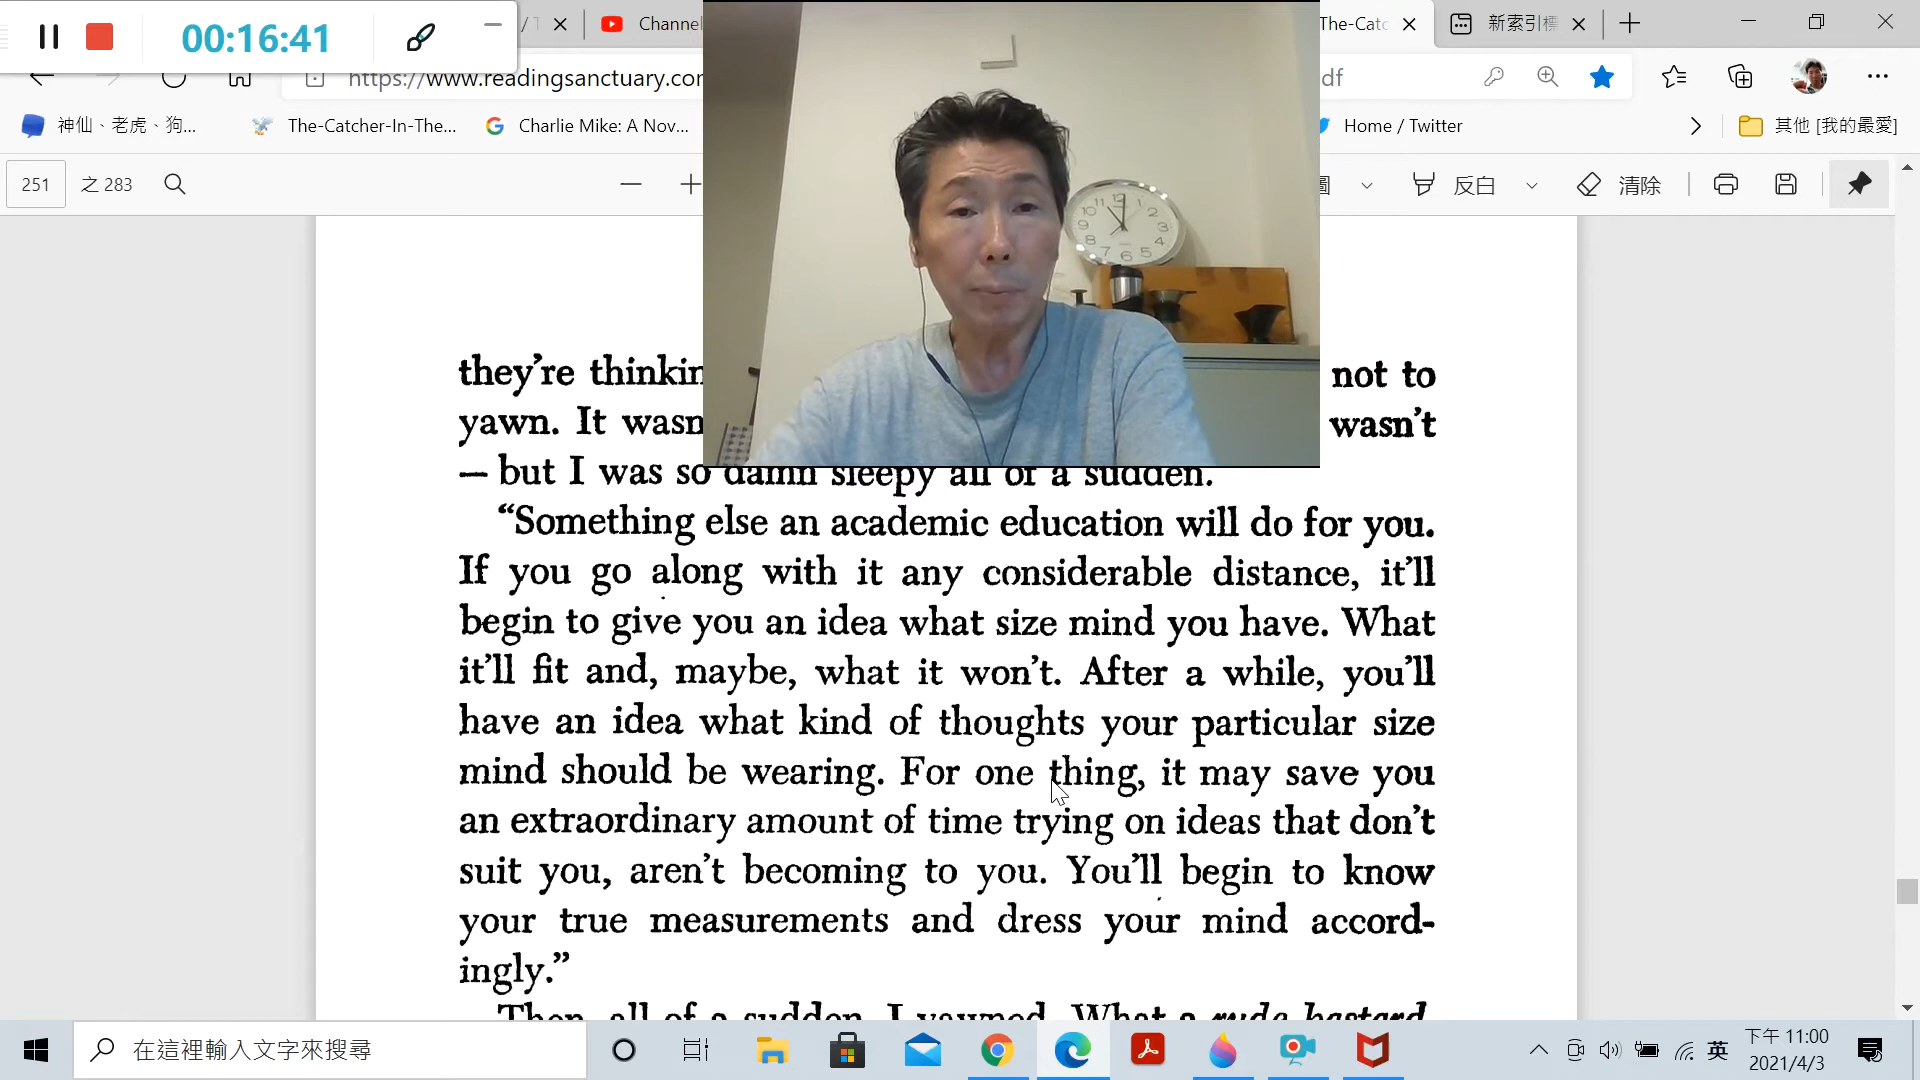 00:16:41
Channel
The-Catc
新索引標
https://www.readingsanctuary.cor
df
神仙、老虎、狗...
The-Catcher-In-The...
Charlie Mike: A Nov...
Home / Twitter
其他 [我的最愛]
251
之 283
反白
清除
they're thinkin
not to
yawn. It wasn
wasn't
— but I was so damn sleepy all of a sudden.
"Something else an academic education will do for you.
If you go along with it any considerable distance, it'll
begin to give you an idea what size mind you have. What
it'll fit and, maybe, what it won't. After a while, you'll
have an idea what kind of thoughts your particular size
mind should be wearing. For one thing, it may save you
an extraordinary amount of time trying on ideas that don't
suit you, aren't becoming to you. You'll begin to know
your true measurements and dress your mind accord-
ingly."
Then, all of a sudden, I yawned. What a rude bastard,
在這裡輸入文字來搜尋
英
下午 11:00
2021/4/3